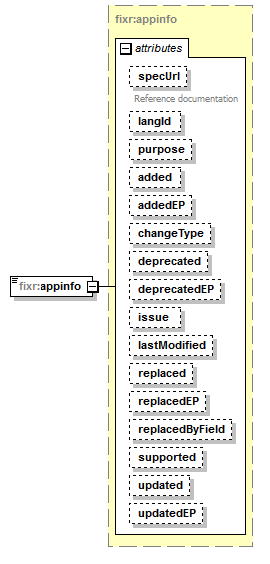 fixr:appinfo
attributes
specUrl
Reference documentation
langId
purpose
added
addedEP
changeType
deprecated
deprecatedEP
fixr:appinfo
issue
lastModified
replaced
replacedEP
replacedByField
supported
updated
updatedEP